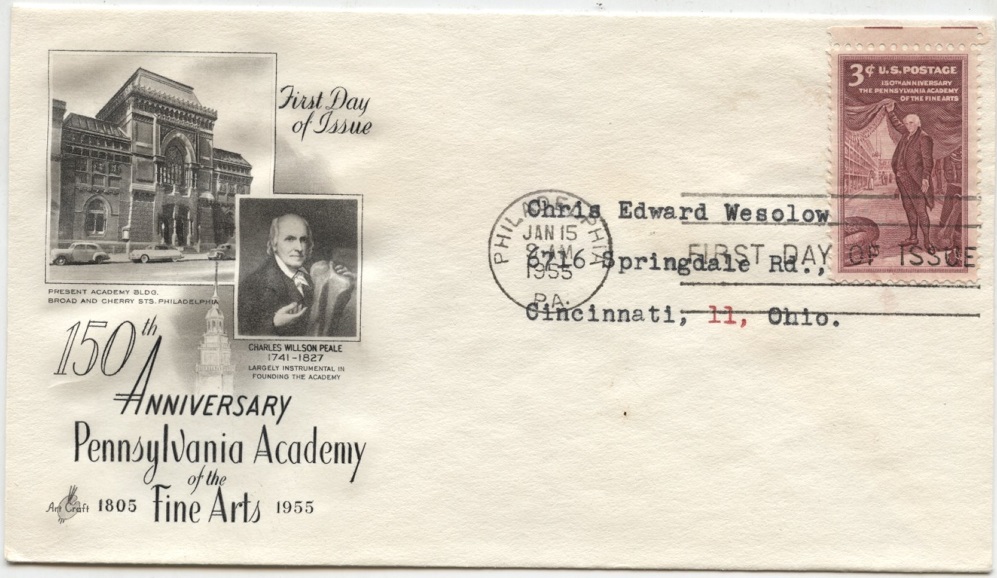 First Day
of Issue
PRESENT ACADEMY BLDG.
BROAD AND CHERRY STS. PHILADELPHIA
CHARLES WILLSON PEALE
1741-1827
LARGELY INSTRUMENTAL IN
FOUNDING THE ACADEMY
150th
ANNIVERSARY
Pennsylvania Academy
of the
Fine Arts
Art Craft 1805 1955
3¢ U.S. POSTAGE
150TH ANNIVERSARY
THE PENNSYLVANIA ACADEMY
OF THE FINE ARTS
PHILADELPHIA
JAN 15
9 AM
1955
PA.
FIRST DAY OF ISSUE
Chris Edward Wesolow
6716 Springdale Rd.,
Cincinnati, 11, Ohio.